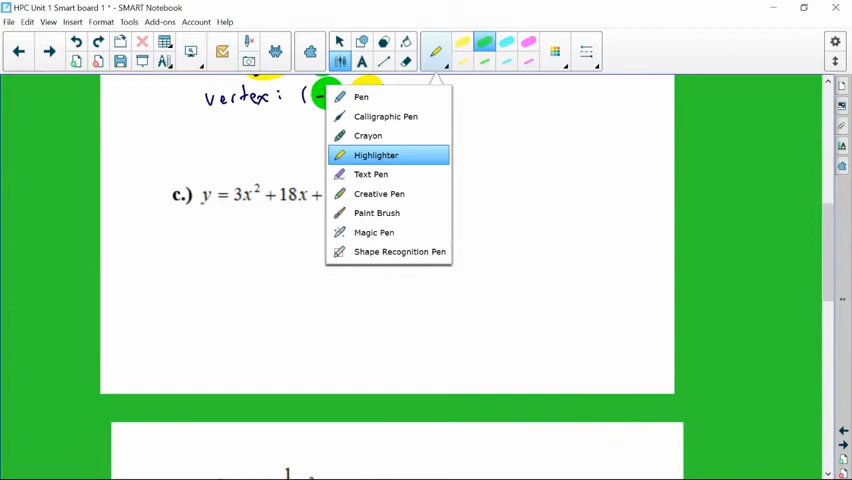 HPC Unit 1 Smart board 1 * - SMART Notebook
File Edit View Insert Format Tools Add-ons Account Help
vertex: (-
Pen
Calligraphic Pen
Crayon
Highlighter
Text Pen
Creative Pen
Paint Brush
Magic Pen
Shape Recognition Pen
c.) y = 3x² + 18x +
1